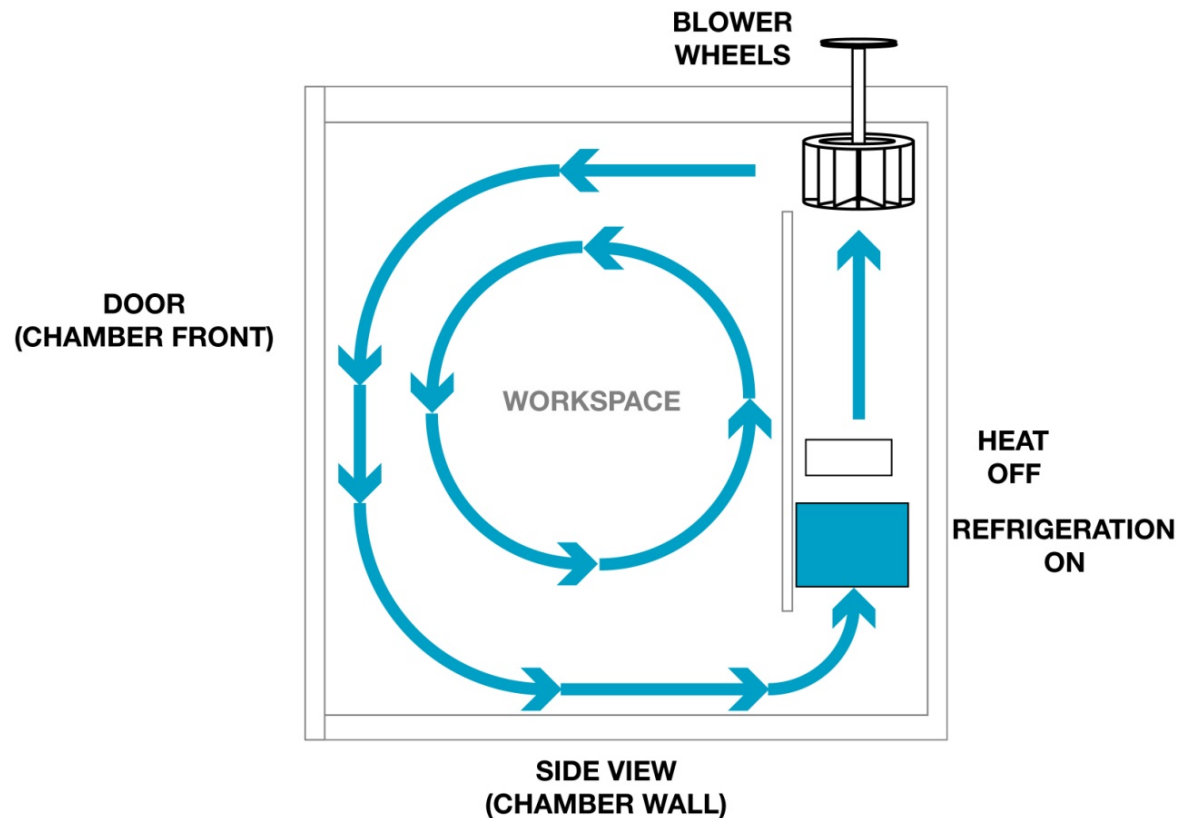 BLOWER
WHEELS
DOOR
(CHAMBER FRONT)
WORKSPACE
HEAT
OFF
REFRIGERATION
ON
SIDE VIEW
(CHAMBER WALL)